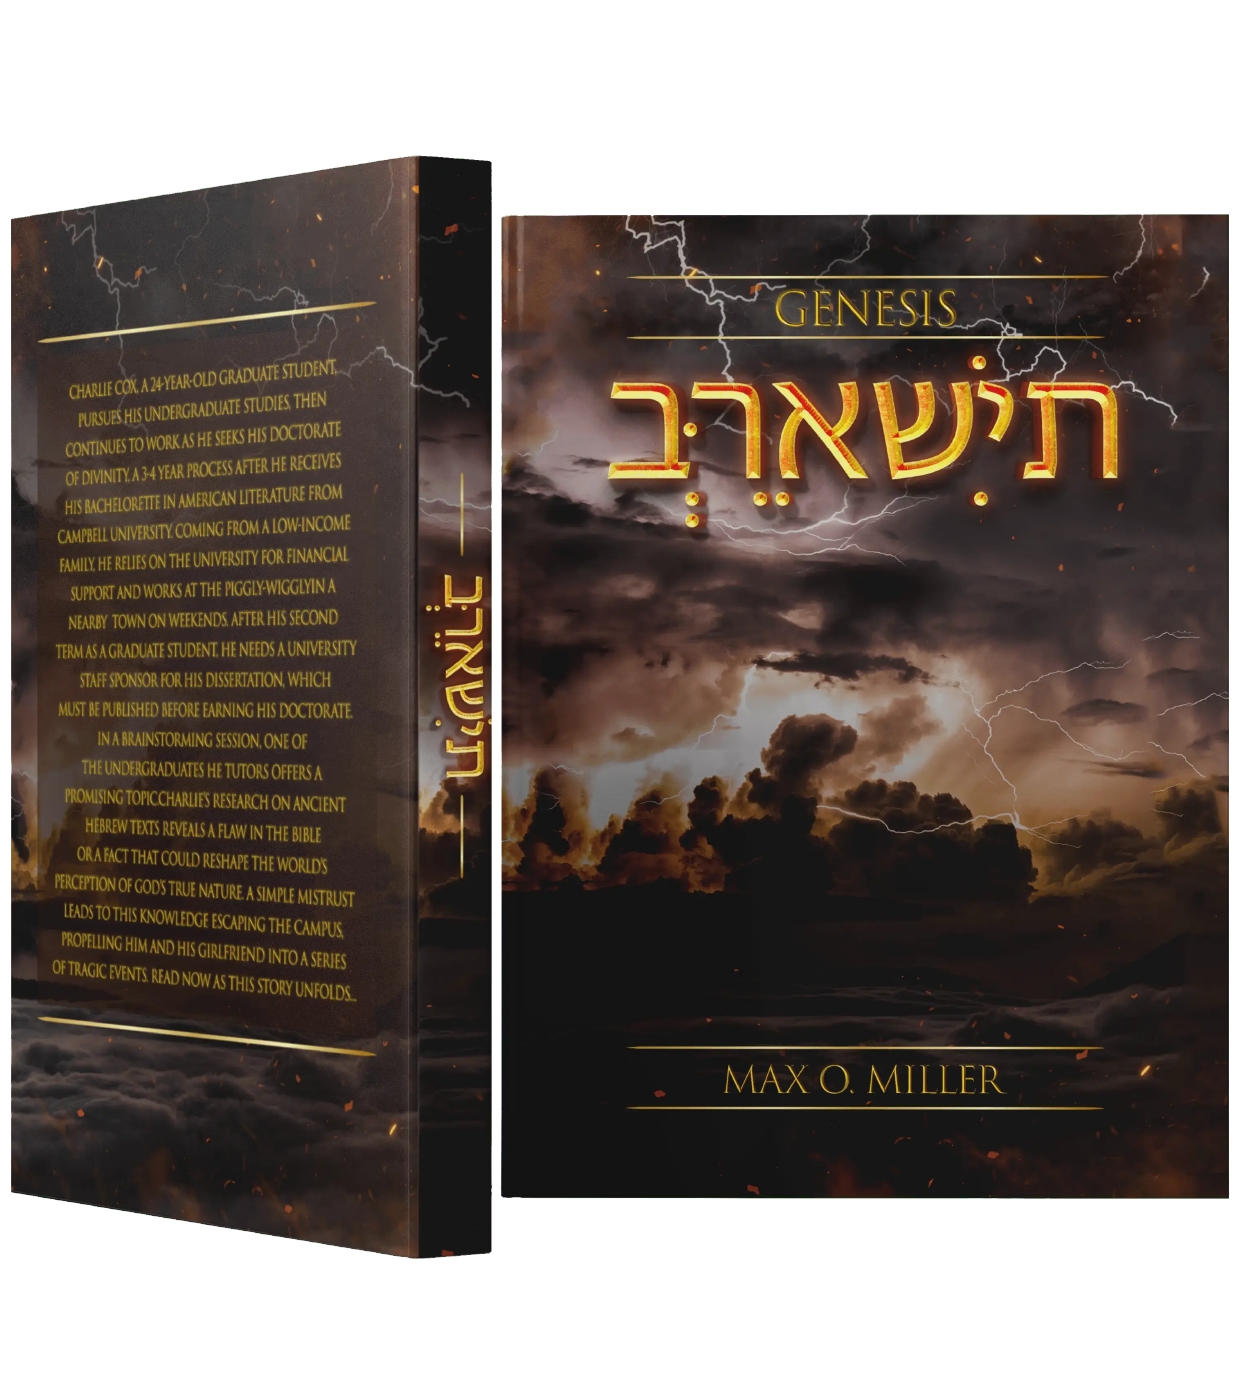 CHARLIE COX, A 24-YEAR-OLD GRADUATE STUDENT,
PURSUES HIS UNDERGRADUATE STUDIES, THEN
CONTINUES TO WORK AS HE SEEKS HIS DOCTORATE
OF DIVINITY, A 3-4 YEAR PROCESS AFTER HE RECEIVES
HIS BACHELORETTE IN AMERICAN LITERATURE FROM
CAMPBELL UNIVERSITY. COMING FROM A LOW-INCOME
FAMILY, HE RELIES ON THE UNIVERSITY FOR FINANCIAL
SUPPORT AND WORKS AT THE PIGGLY-WIGGLYIN A
NEARBY TOWN ON WEEKENDS. AFTER HIS SECOND
TERM AS A GRADUATE STUDENT, HE NEEDS A UNIVERSITY
STAFF SPONSOR FOR HIS DISSERTATION, WHICH
MUST BE PUBLISHED BEFORE EARNING HIS DOCTORATE.
IN A BRAINSTORMING SESSION, ONE OF
THE UNDERGRADUATES HE TUTORS OFFERS A
PROMISING TOPIC.CHARLIE'S RESEARCH ON ANCIENT
HEBREW TEXTS REVEALS A FLAW IN THE BIBLE
OR A FACT THAT COULD RESHAPE THE WORLD'S
PERCEPTION OF GOD'S TRUE NATURE. A SIMPLE MISTRUST
LEADS TO THIS KNOWLEDGE ESCAPING THE CAMPUS,
PROPELLING HIM AND HIS GIRLFRIEND INTO A SERIES
OF TRAGIC EVENTS. READ NOW AS THIS STORY UNFOLDS...
תיִשׁארֵבְּ
GENESIS
תיִשׁארֵבְּ
MAX O. MILLER